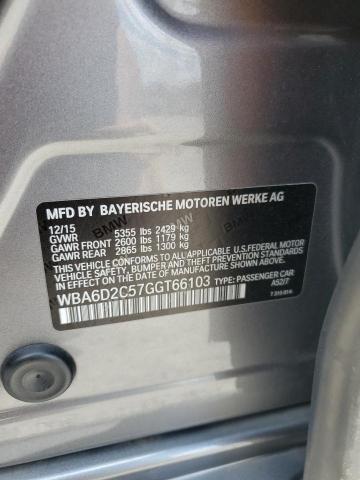 MFD BY BAYERISCHE MOTOREN WERKE AG
12/15
GVWR 5355 lbs 2429 kg
GAWR FRONT 2600 lbs 1179 kg
GAWR REAR 2865 lbs 1300 kg
THIS VEHICLE CONFORMS TO ALL APPLICABLE U.S. FEDERAL MOTOR
VEHICLE SAFETY, BUMPER, AND THEFT PREVENTION STANDARDS
IN EFFECT ON THE DATE OF MANUFACTURE SHOWN ABOVE.
WBA6D2C57GGT66103 TYPE: PASSENGER CAR
A52/7